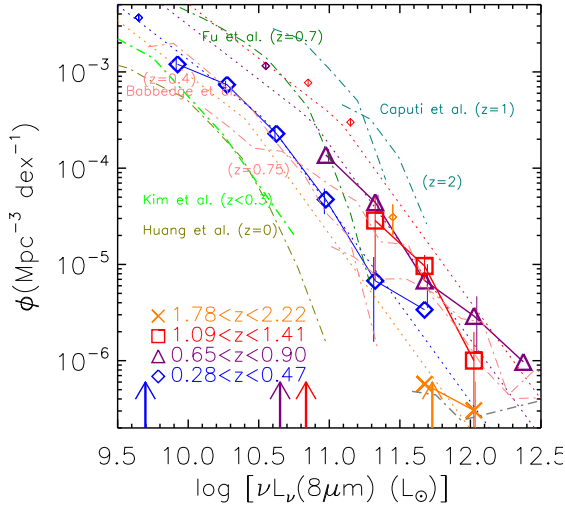 Fu et al. (z=0.7)
10⁻³
(z=0.4)
Babbedge et al.
Caputi et al. (z=1)
10⁻⁴
(z=0.75)
(z=2)
Kim et al. (z<0.3)
Huang et al. (z=0)
ϕ(Mpc⁻³ dex⁻¹)
10⁻⁵
1.78<z<2.22
1.09<z<1.41
0.65<z<0.90
0.28<z<0.47
10⁻⁶
9.5 10.0 10.5 11.0 11.5 12.0 12.5
log [νL_ν(8μm) (L_⊙)]